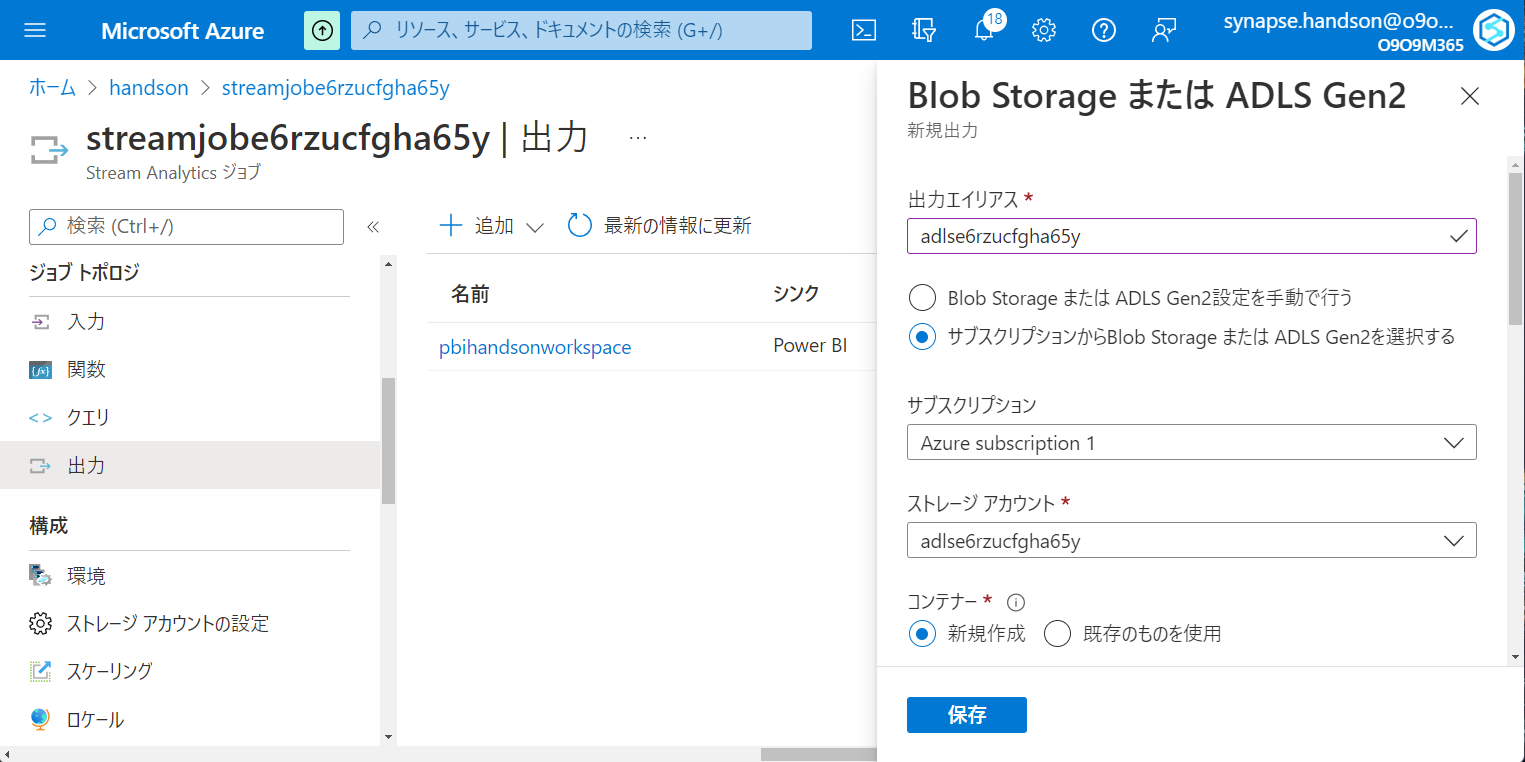 Microsoft Azure
リソース、サービス、ドキュメントの検索 (G+/)
18
synapse.handson@o9o...
O9O9M365
ホーム > handson > streamjobe6rzucfgha65y
streamjobe6rzucfgha65y | 出力 ...
Stream Analytics ジョブ
検索 (Ctrl+/)
«
ジョブ トポロジ
入力
関数
クエリ
出力
構成
環境
ストレージ アカウントの設定
スケーリング
ロケール
追加
最新の情報に更新
名前 シンク
pbihandsonworkspace Power BI
Blob Storage または ADLS Gen2
新規出力
出力エイリアス *
adlse6rzucfgha65y
Blob Storage または ADLS Gen2設定を手動で行う
サブスクリプションからBlob Storage または ADLS Gen2を選択する
サブスクリプション
Azure subscription 1
ストレージ アカウント *
adlse6rzucfgha65y
コンテナー *
新規作成 既存のものを使用
保存